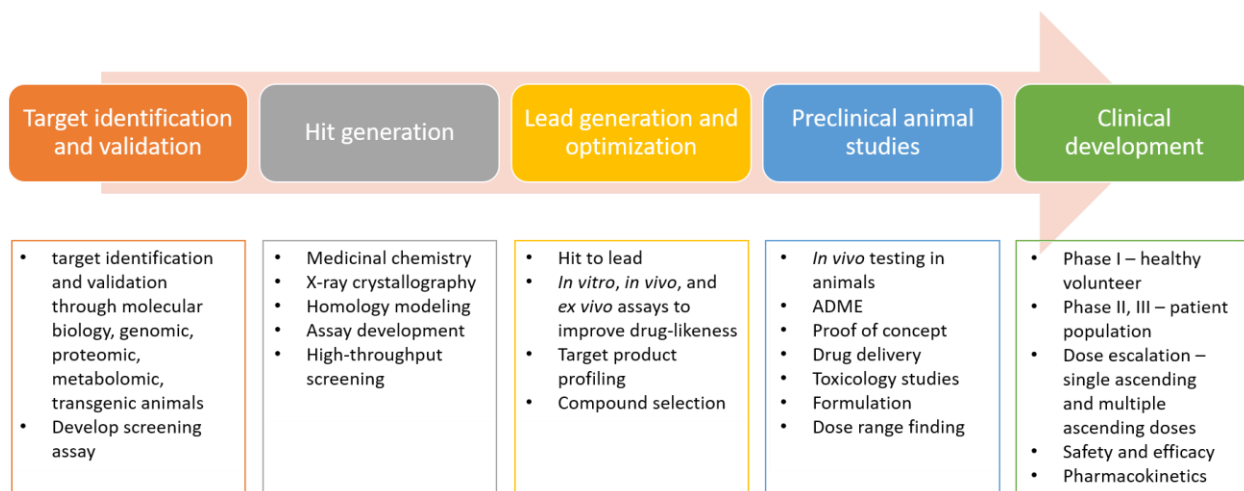 Target identification
and validation
Hit generation
Lead generation and
optimization
Preclinical animal
studies
Clinical
development
• target identification
and validation
through molecular
biology, genomic,
proteomic,
metabolomic,
transgenic animals
• Develop screening
assay
• Medicinal chemistry
• X-ray crystallography
• Homology modeling
• Assay development
• High-throughput
screening
• Hit to lead
• In vitro, in vivo, and
ex vivo assays to
improve drug-likeness
• Target product
profiling
• Compound selection
• In vivo testing in
animals
• ADME
• Proof of concept
• Drug delivery
• Toxicology studies
• Formulation
• Dose range finding
• Phase I – healthy
volunteer
• Phase II, III – patient
population
• Dose escalation –
single ascending
and multiple
ascending doses
• Safety and efficacy
• Pharmacokinetics